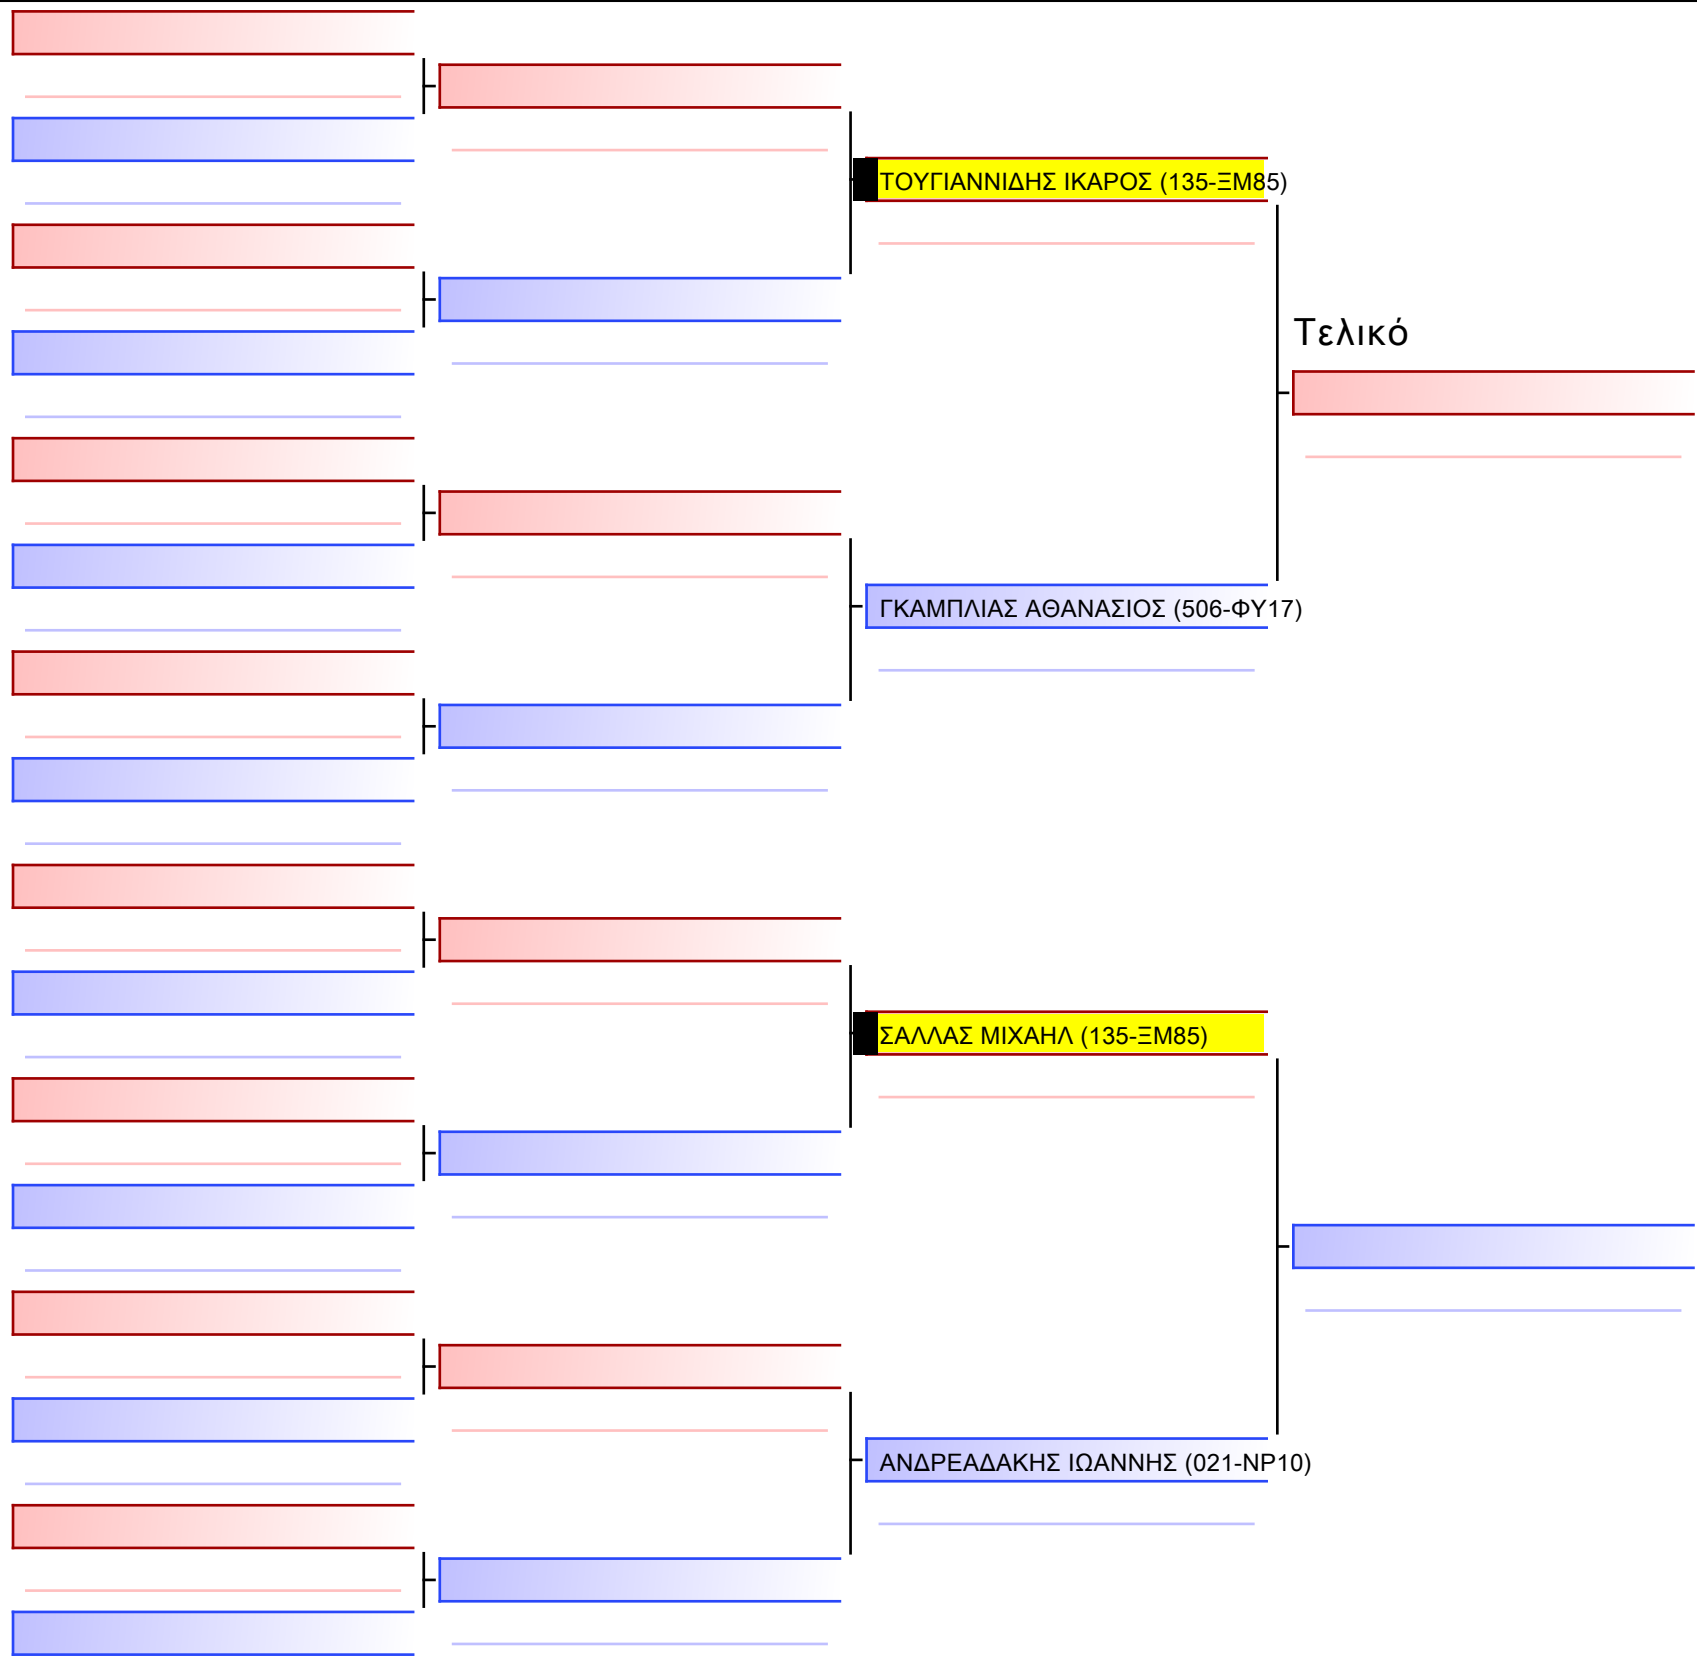 ΤΟΥΓΙΑΝΝΙΔΗΣ ΙΚΑΡΟΣ (135-ΞΜ85)
Τελικό
ΓΚΑΜΠΛΙΑΣ ΑΘΑΝΑΣΙΟΣ (506-ΦΥ17)
ΣΑΛΛΑΣ ΜΙΧΑΗΛ (135-ΞΜ85)
ΑΝΔΡΕΑΔΑΚΗΣ ΙΩΑΝΝΗΣ (021-ΝΡ10)